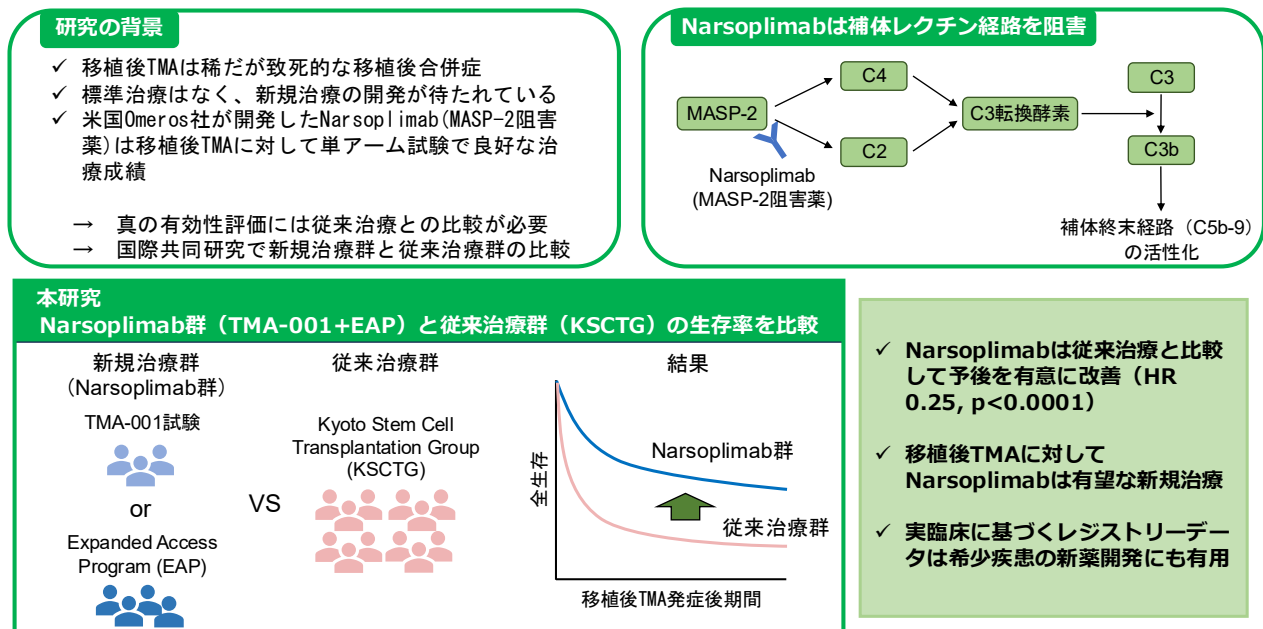 研究の背景
✓ 移植後TMAは稀だが致死的な移植後合併症
✓ 標準治療はなく、新規治療の開発が待たれている
✓ 米国Omeros社が開発したNarsoplimab(MASP-2阻害
薬)は移植後TMAに対して単アーム試験で良好な治
療成績
→ 真の有効性評価には従来治療との比較が必要
→ 国際共同研究で新規治療群と従来治療群の比較
Narsoplimabは補体レクチン経路を阻害
MASP-2
C4
C2
C3転換酵素
C3
C3b
Narsoplimab
(MASP-2阻害薬)
補体終末経路（C5b-9）
の活性化
本研究
Narsoplimab群（TMA-001+EAP）と従来治療群（KSCTG）の生存率を比較
新規治療群
（Narsoplimab群）
TMA-001試験
or
Expanded Access
Program (EAP)
VS
従来治療群
Kyoto Stem Cell
Transplantation Group
(KSCTG)
結果
全生存
Narsoplimab群
従来治療群
移植後TMA発症後期間
✓ Narsoplimabは従来治療と比較
して予後を有意に改善（HR
0.25, p<0.0001）
✓ 移植後TMAに対して
Narsoplimabは有望な新規治療
✓ 実臨床に基づくレジストリーデー
タは希少疾患の新薬開発にも有用